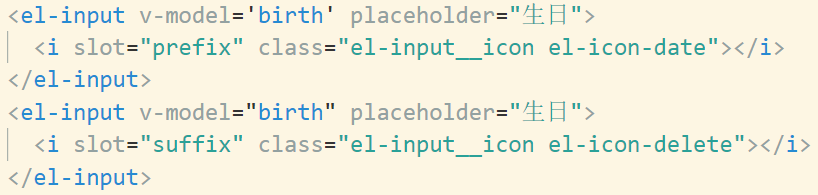 <el-input v-model='birth' placeholder="生日">
  <i slot="prefix" class="el-input__icon el-icon-date"></i>
</el-input>
<el-input v-model="birth" placeholder="生日">
  <i slot="suffix" class="el-input__icon el-icon-delete"></i>
</el-input>